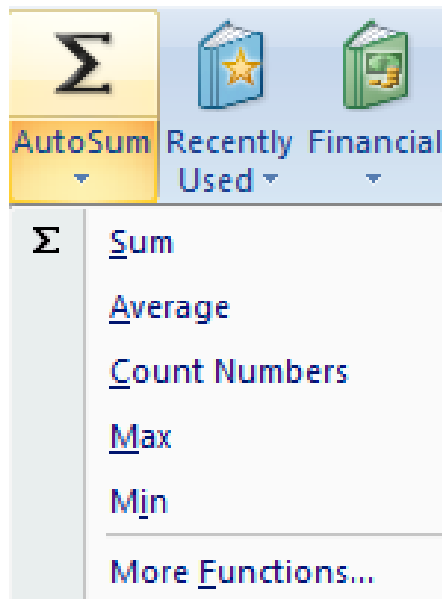 AutoSum Recently Used Financial
Σ Sum
Average
Count Numbers
Max
Min
More Functions...